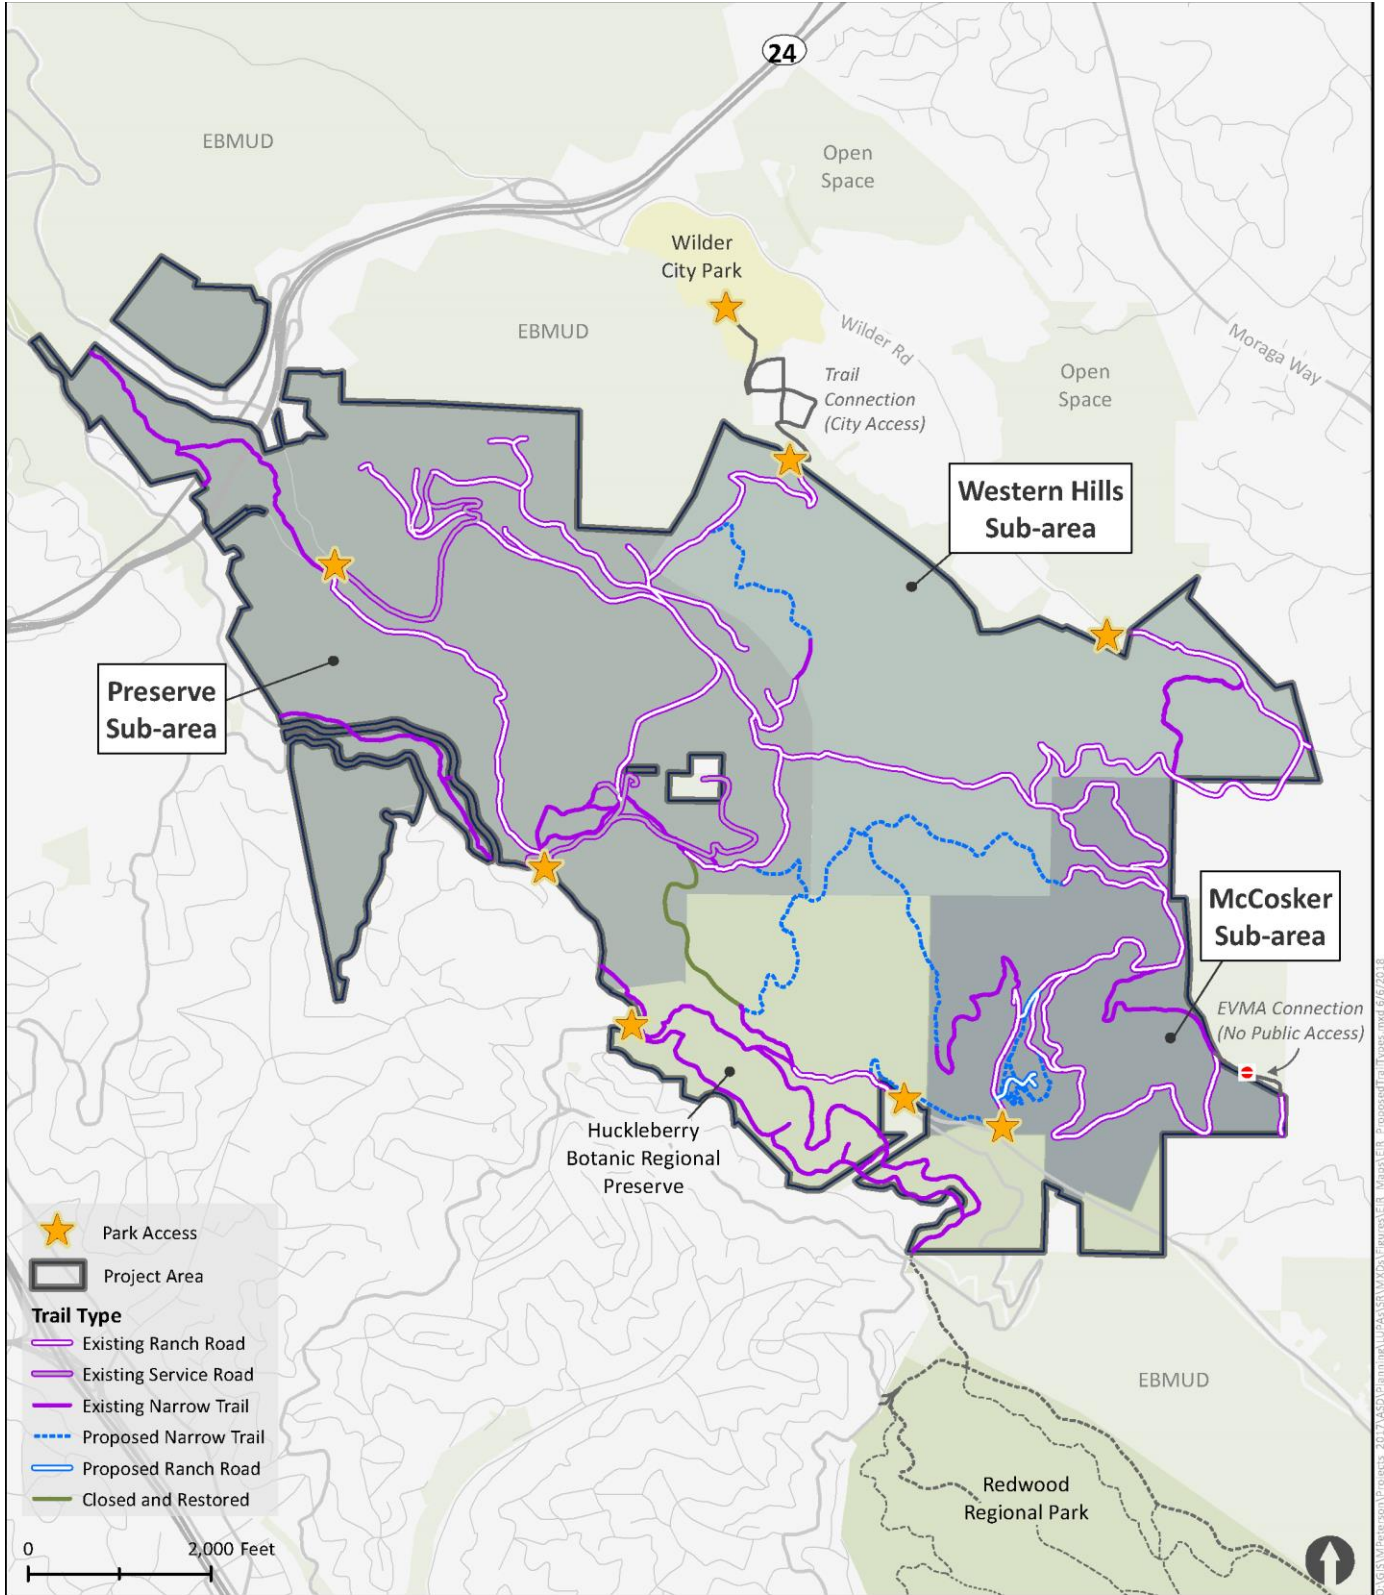 24
EBMUD
Open
Space
Wilder
City Park
EBMUD
Wilder Rd
Moraga Way
Trail
Connection
(City Access)
Open
Space
Western Hills
Sub-area
Preserve
Sub-area
McCosker
Sub-area
EVMA Connection
(No Public Access)
Huckleberry
Botanic Regional
Preserve
EBMUD
Redwood
Regional Park
Park Access
Project Area
Trail Type
Existing Ranch Road
Existing Service Road
Existing Narrow Trail
Proposed Narrow Trail
Proposed Ranch Road
Closed and Restored
0
2,000 Feet